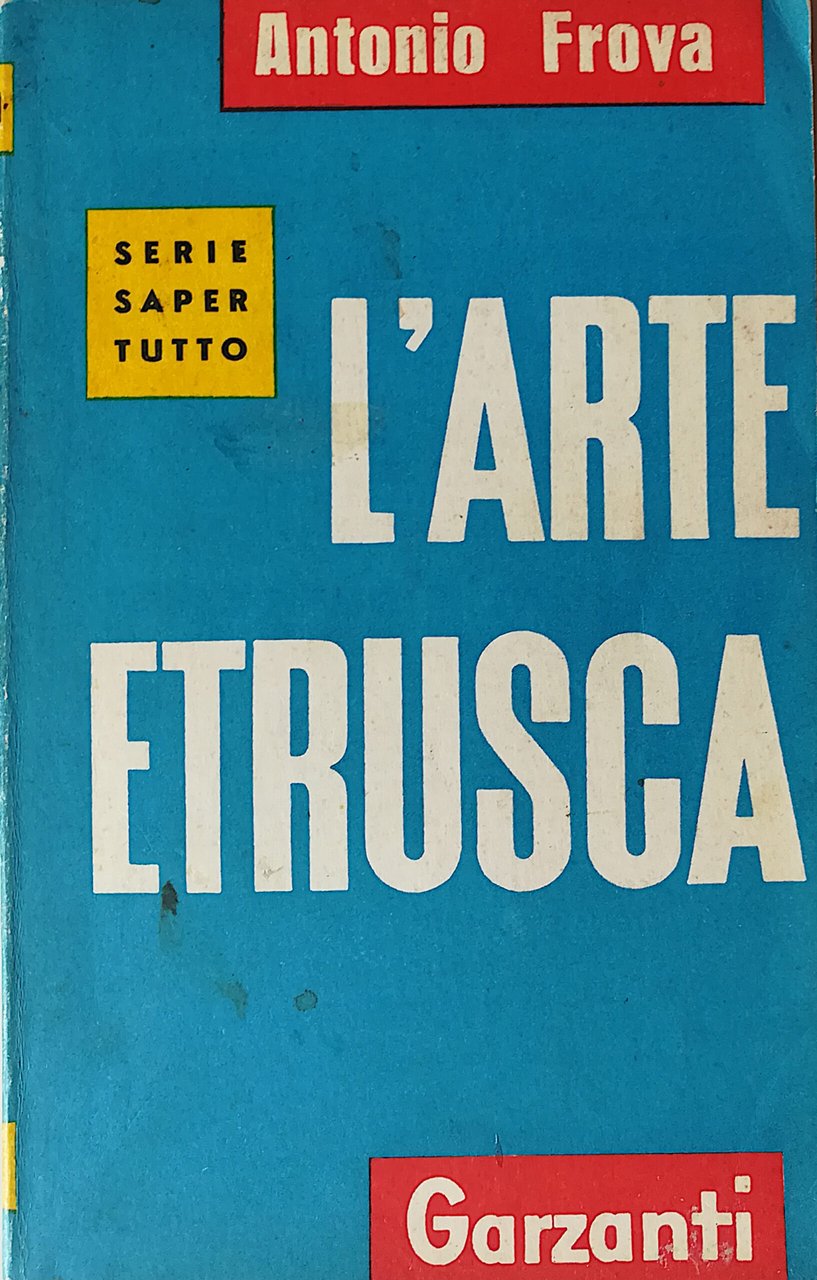 Antonio Frova
SERIE
SAPER
TUTTO
L'ARTE
ETRUSCA
Garzanti